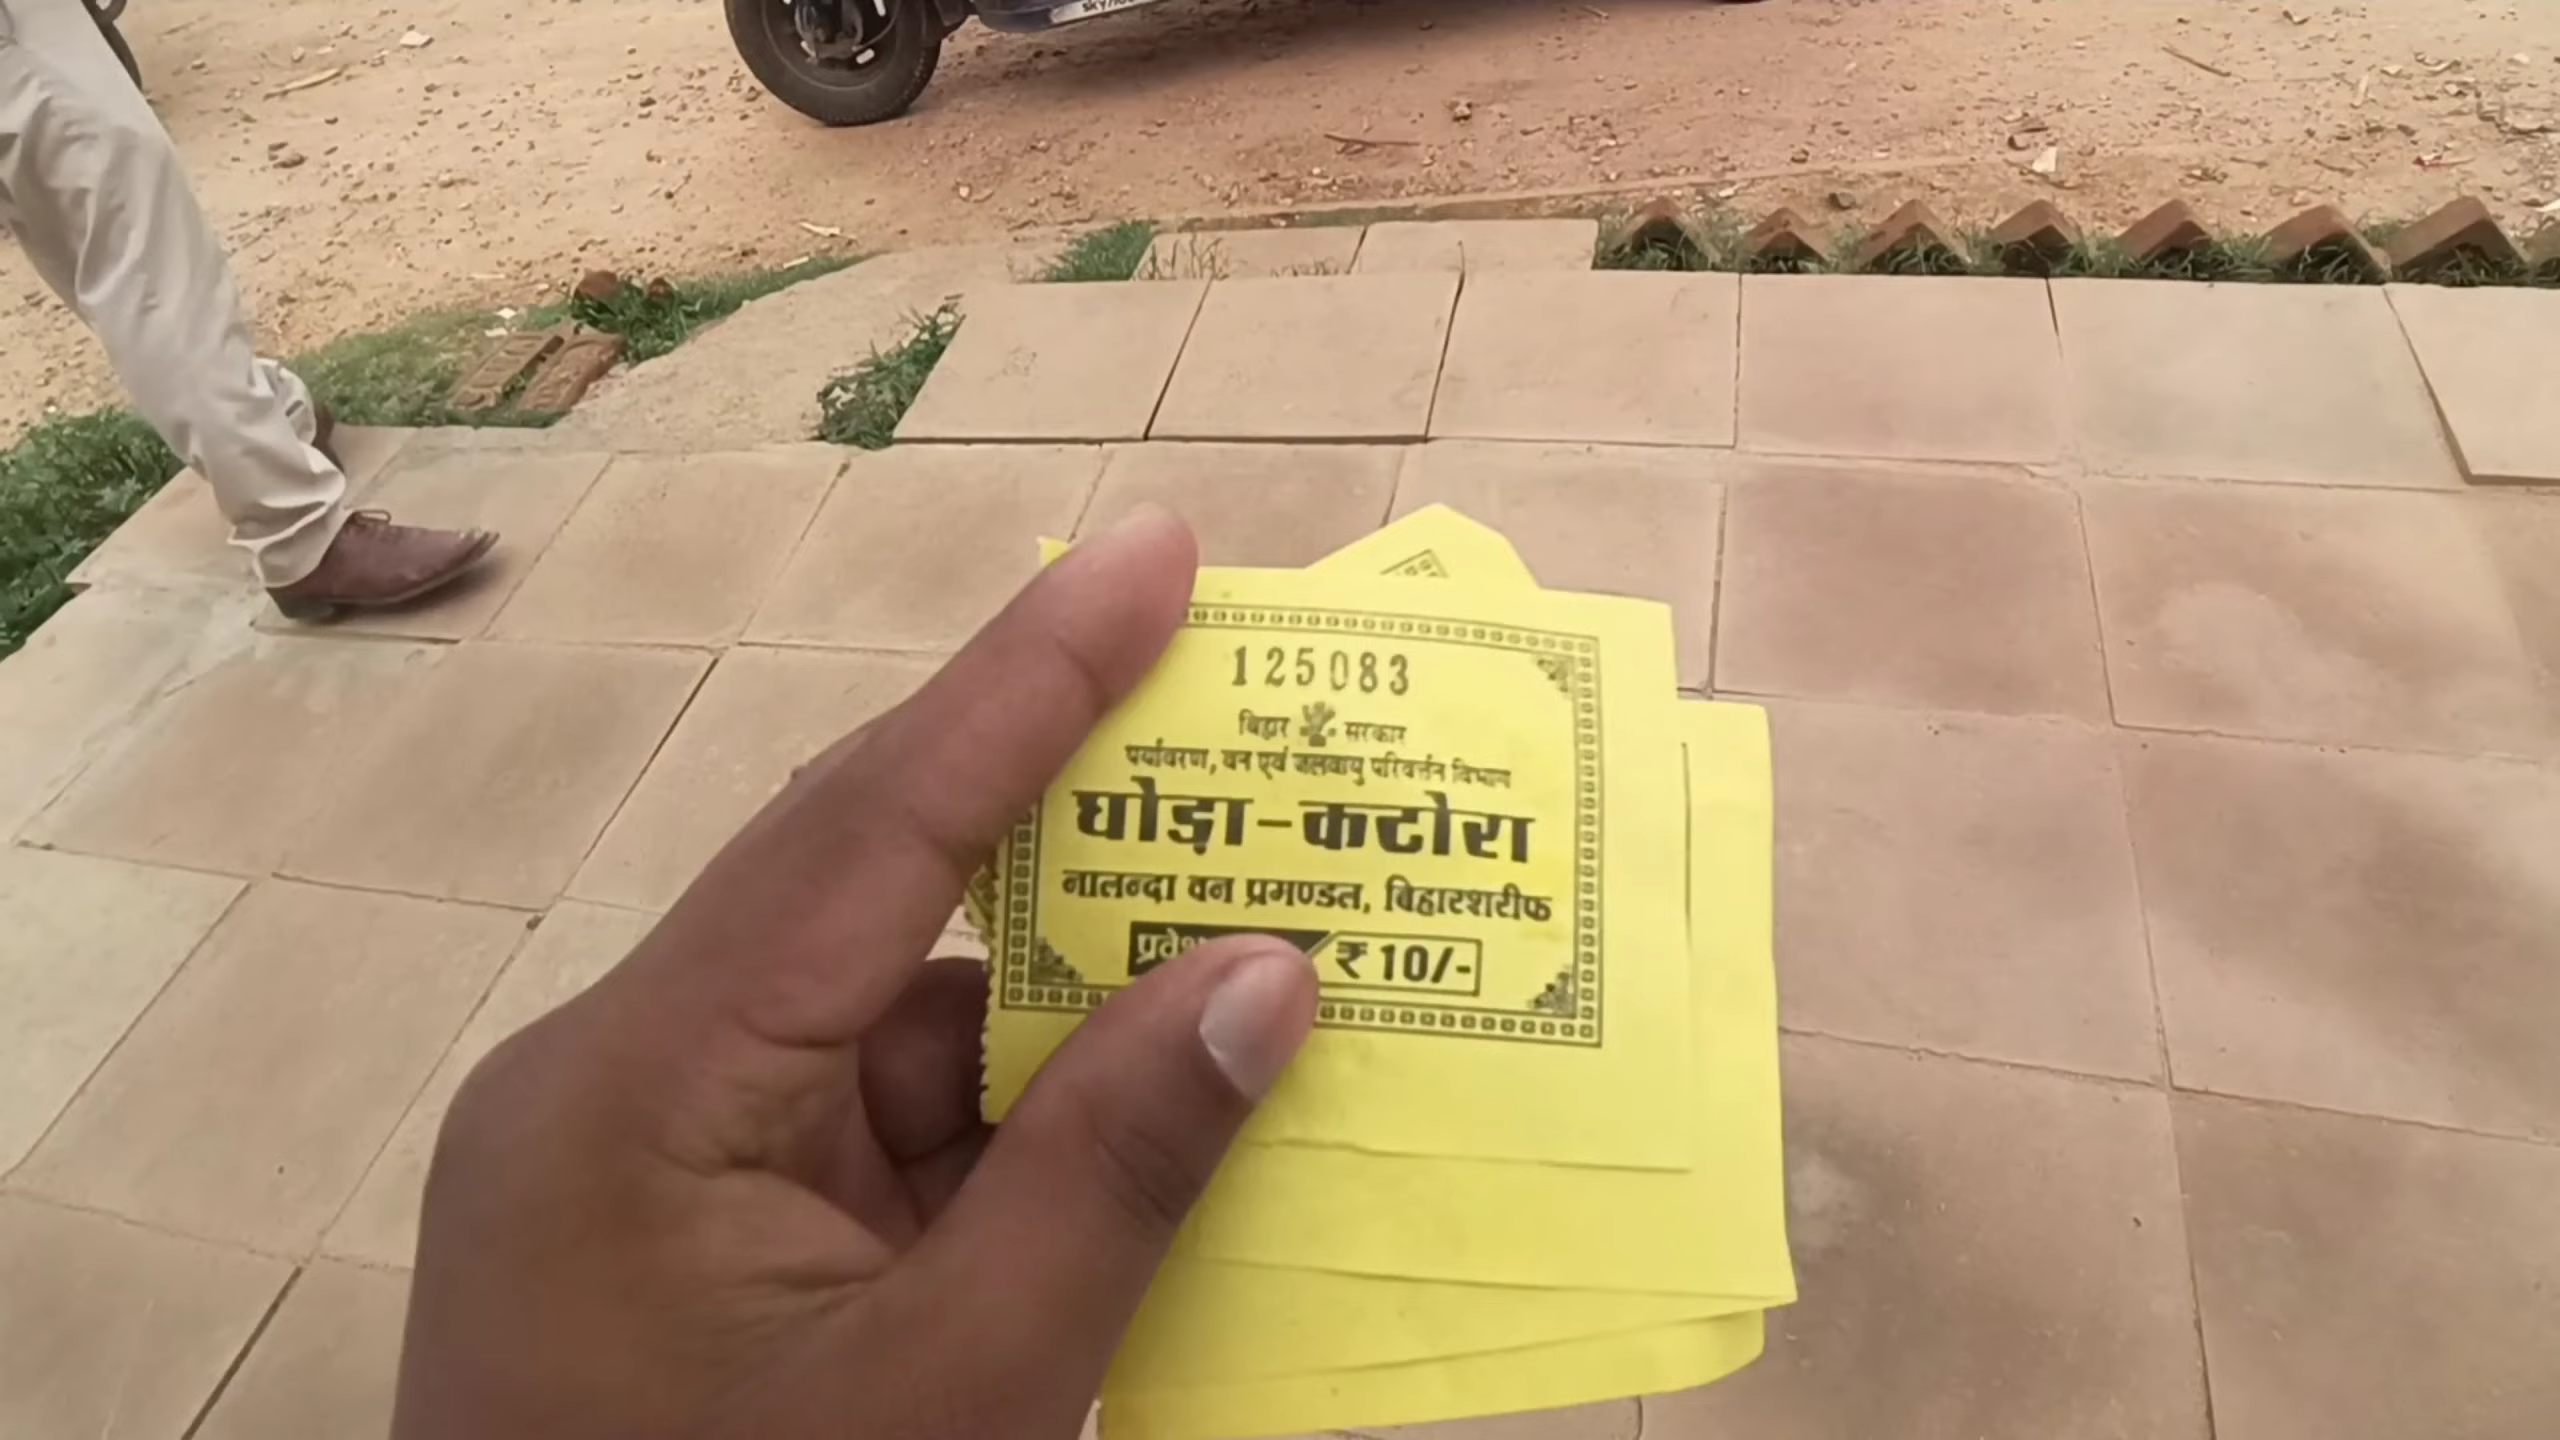 125083
बिहार सरकार
पर्यावरण, वन एवं जलवायु परिवर्त्तन विभाग
घोड़ा-कटोरा
नालन्दा वन प्रमण्डल, बिहारशरीफ
₹ 10/-